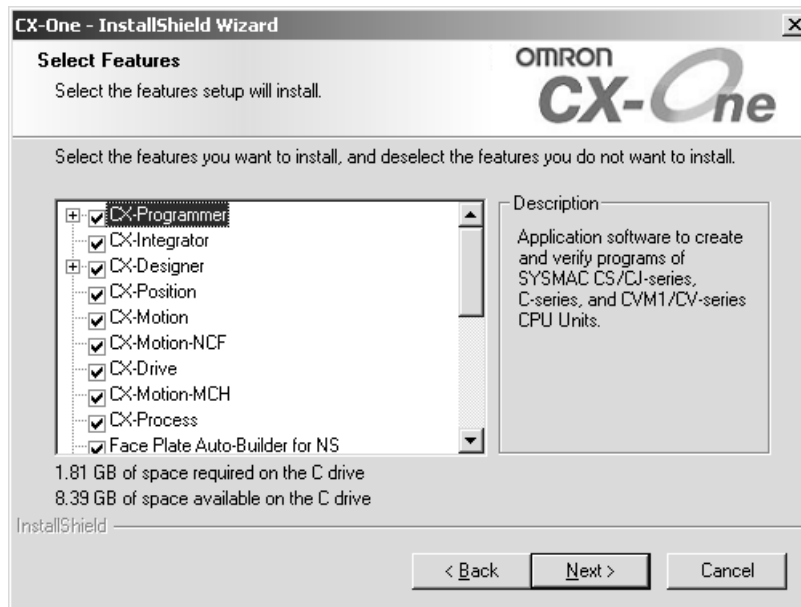 CX-One - InstallShield Wizard
Select Features
Select the features setup will install.
OMRON
CX-One
Select the features you want to install, and deselect the features you do not want to install.
CX-Programmer
CX-Integrator
CX-Designer
CX-Position
CX-Motion
CX-Motion-NCF
CX-Drive
CX-Motion-MCH
CX-Process
Face Plate Auto-Builder for NS
Description
Application software to create
and verify programs of
SYSMAC CS/CJ-series,
C-series, and CVM1/CV-series
CPU Units.
1.81 GB of space required on the C drive
8.39 GB of space available on the C drive
InstallShield
< Back
Next >
Cancel